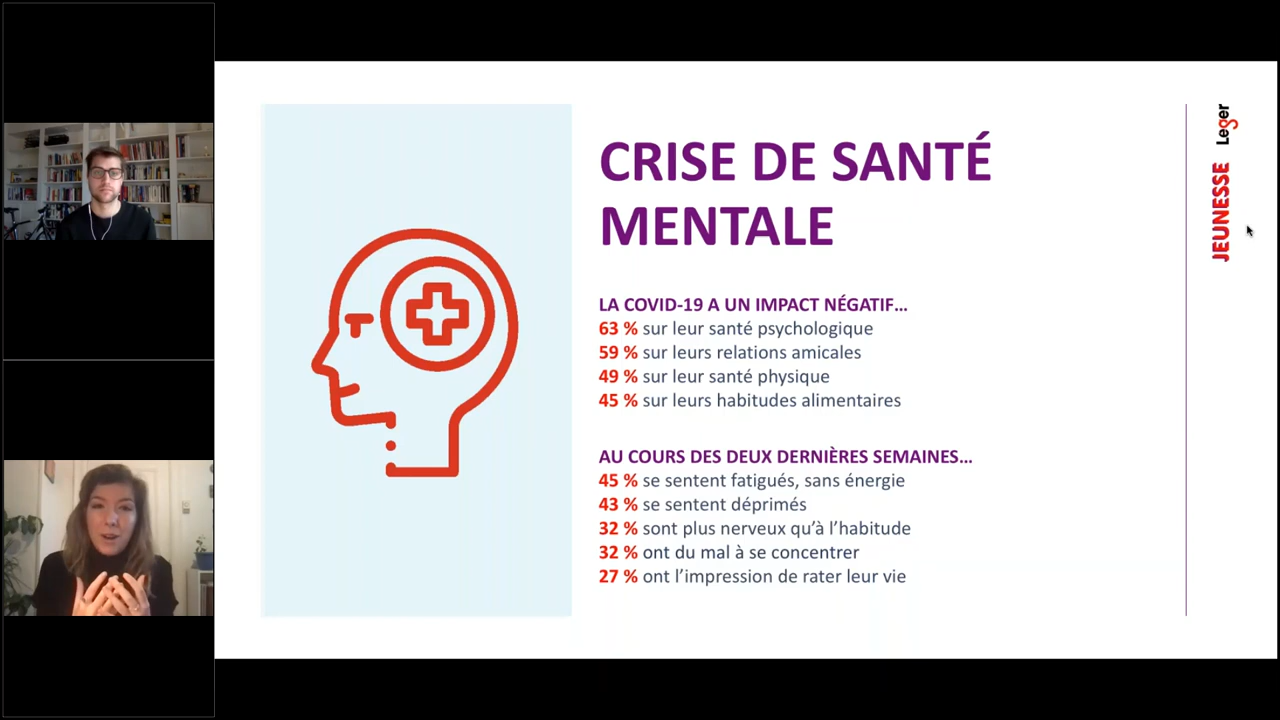 CRISE DE SANTÉ
MENTALE
LA COVID-19 A UN IMPACT NÉGATIF…
63 % sur leur santé psychologique
59 % sur leurs relations amicales
49 % sur leur santé physique
45 % sur leurs habitudes alimentaires
AU COURS DES DEUX DERNIÈRES SEMAINES…
45 % se sentent fatigués, sans énergie
43 % se sentent déprimés
32 % sont plus nerveux qu’à l’habitude
32 % ont du mal à se concentrer
27 % ont l’impression de rater leur vie
JEUNESSE Leger